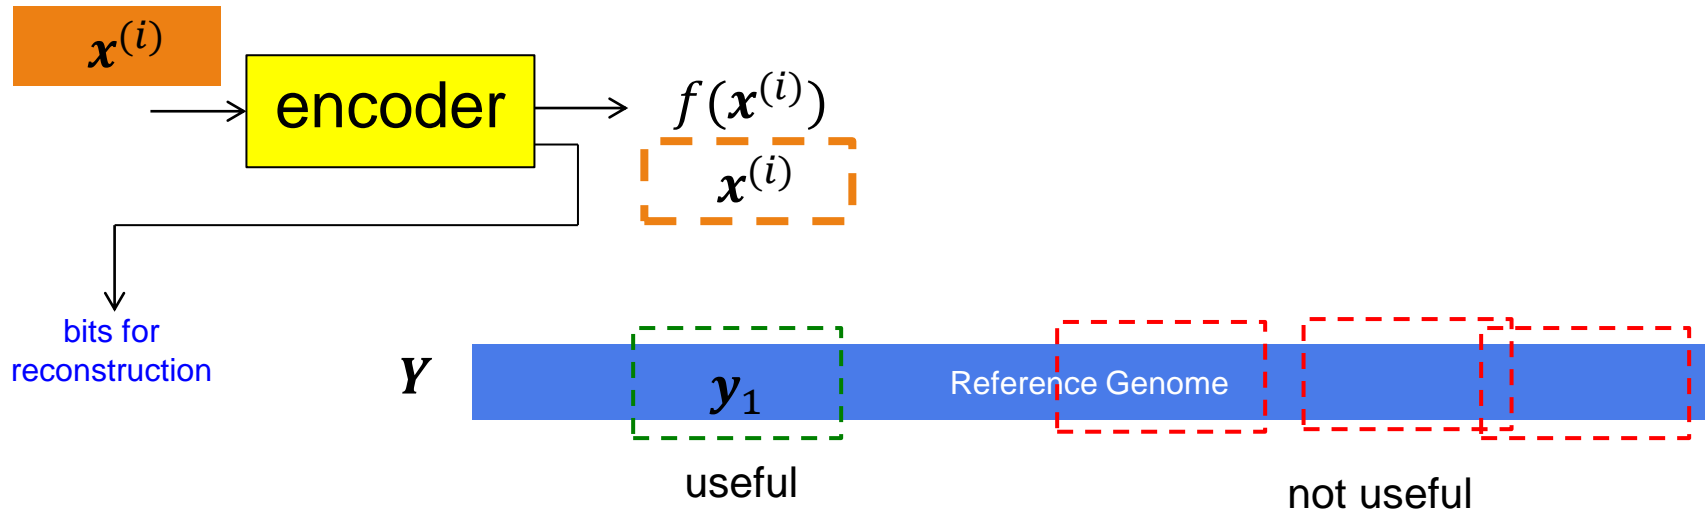 𝒙⁽ⁱ⁾
encoder
f(𝒙⁽ⁱ⁾)
𝒙⁽ⁱ⁾
bits for
reconstruction
𝒀
𝒚₁
Reference Genome
useful
not useful